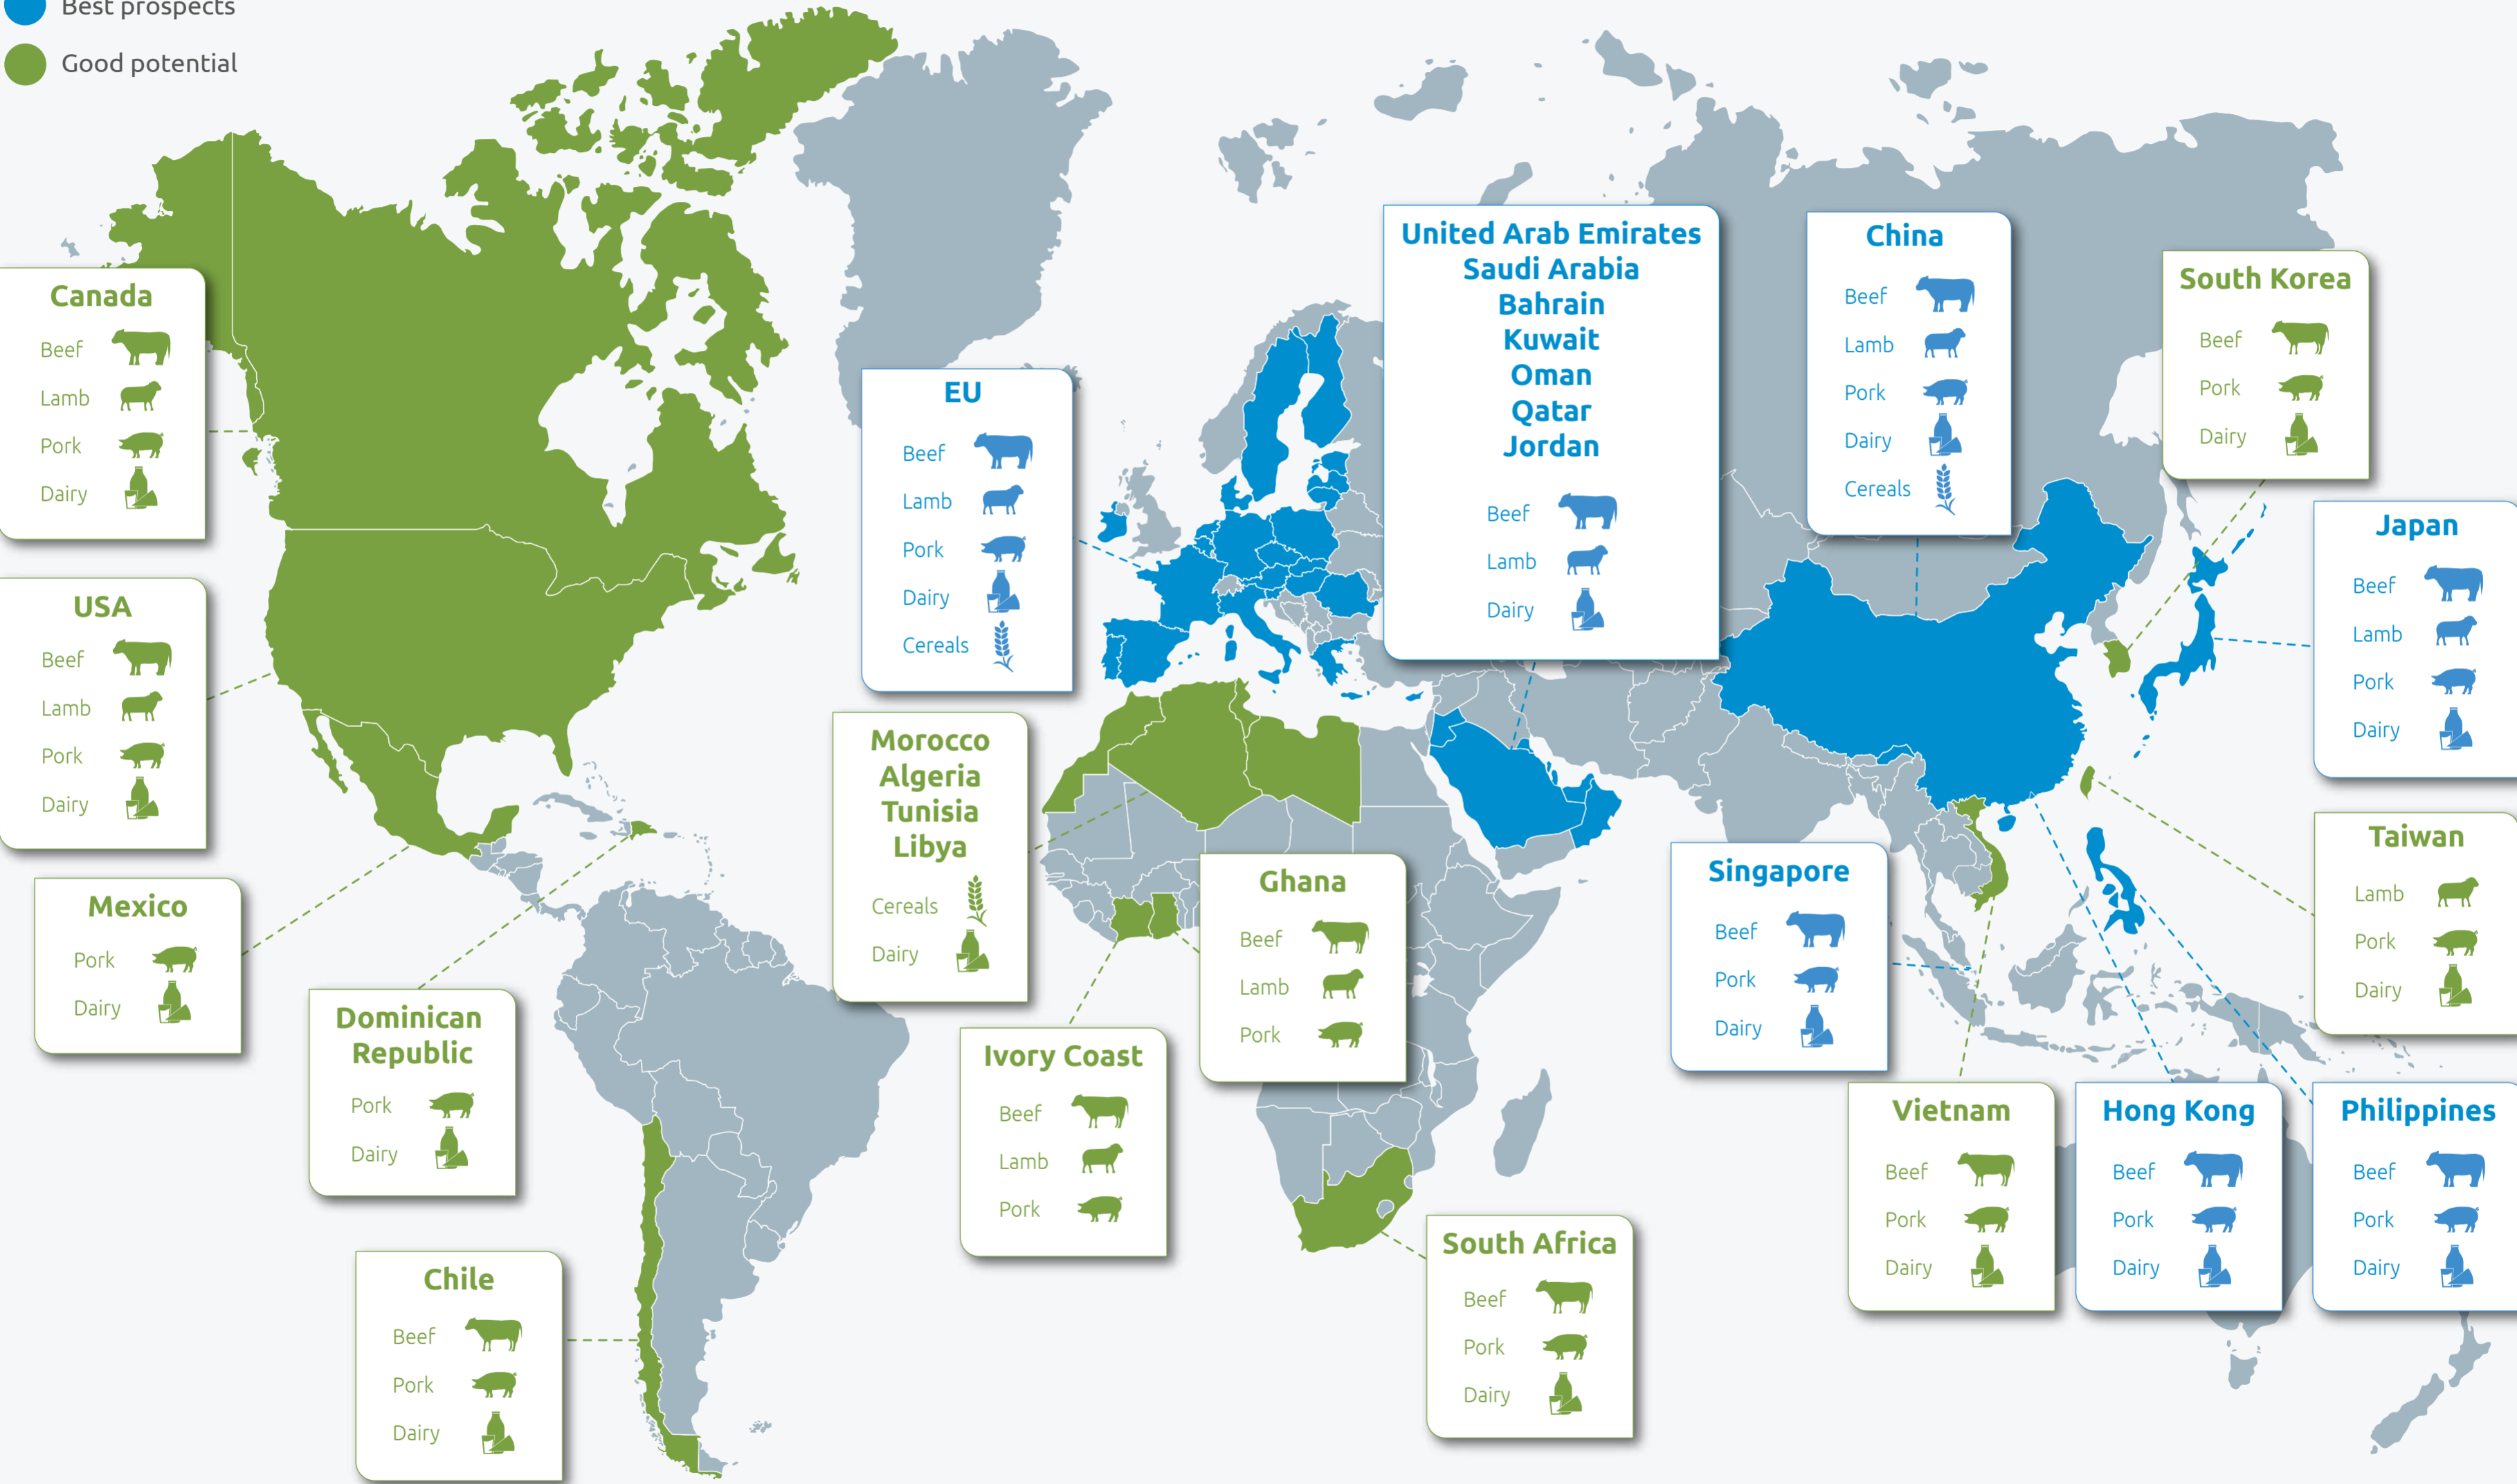 Best prospects
Good potential
Canada
Beef
Lamb
Pork
Dairy
USA
Beef
Lamb
Pork
Dairy
Mexico
Pork
Dairy
Dominican
Republic
Pork
Dairy
Chile
Beef
Pork
Dairy
EU
Beef
Lamb
Pork
Dairy
Cereals
Morocco
Algeria
Tunisia
Libya
Cereals
Dairy
Ivory Coast
Beef
Lamb
Pork
Ghana
Beef
Lamb
Pork
South Africa
Beef
Pork
Dairy
United Arab Emirates
Saudi Arabia
Bahrain
Kuwait
Oman
Qatar
Jordan
Beef
Lamb
Dairy
China
Beef
Lamb
Pork
Dairy
Cereals
South Korea
Beef
Pork
Dairy
Japan
Beef
Lamb
Pork
Dairy
Taiwan
Lamb
Pork
Dairy
Singapore
Beef
Pork
Dairy
Vietnam
Beef
Pork
Dairy
Hong Kong
Beef
Pork
Dairy
Philippines
Beef
Pork
Dairy